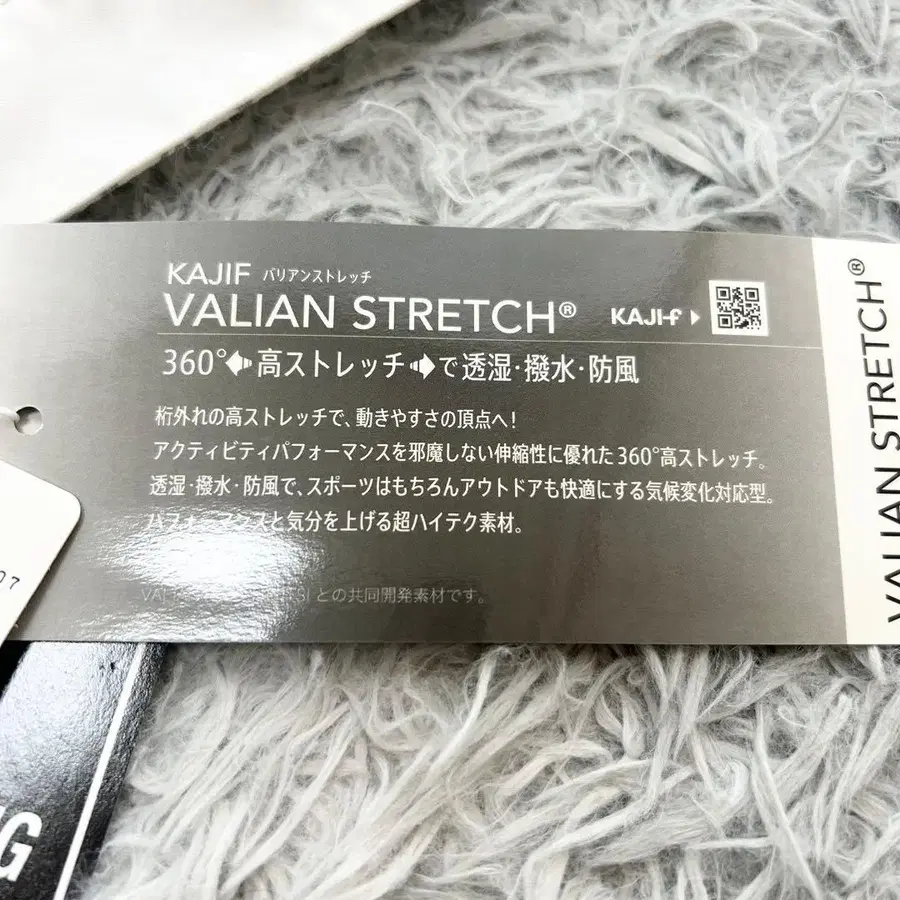 KAJIF バリアンストレッチ
VALIAN STRETCH®
KAJI-f
360°高ストレッチで透湿・撥水・防風
桁外れの高ストレッチで、動きやすさの頂点へ!
アクティビティパフォーマンスを邪魔しない伸縮性に優れた360°高ストレッチ。
透湿・撥水・防風で、スポーツはもちろんアウトドアも快適にする気候変化対応型。
パフォーマンスと気分を上げる超ハイテク素材。
との共同開発素材です。
VALIAN STRETCH®
07
G